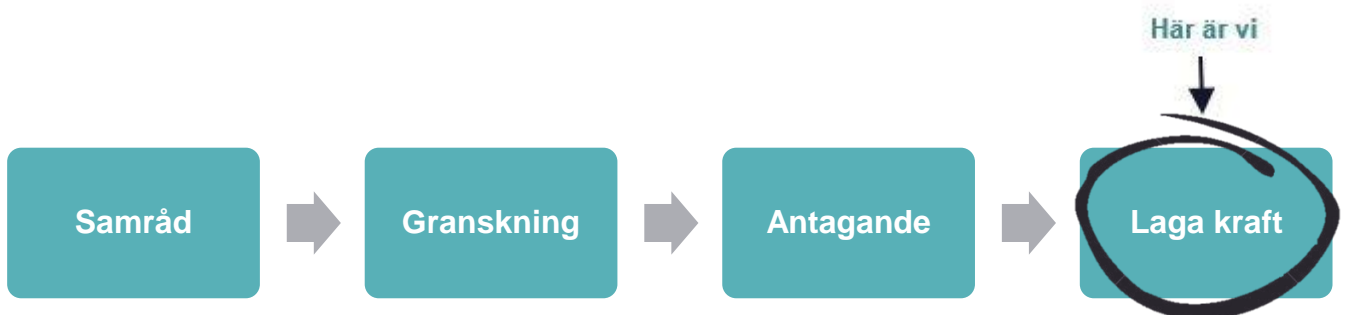 Här är vi
Samråd
Granskning
Antagande
Laga kraft